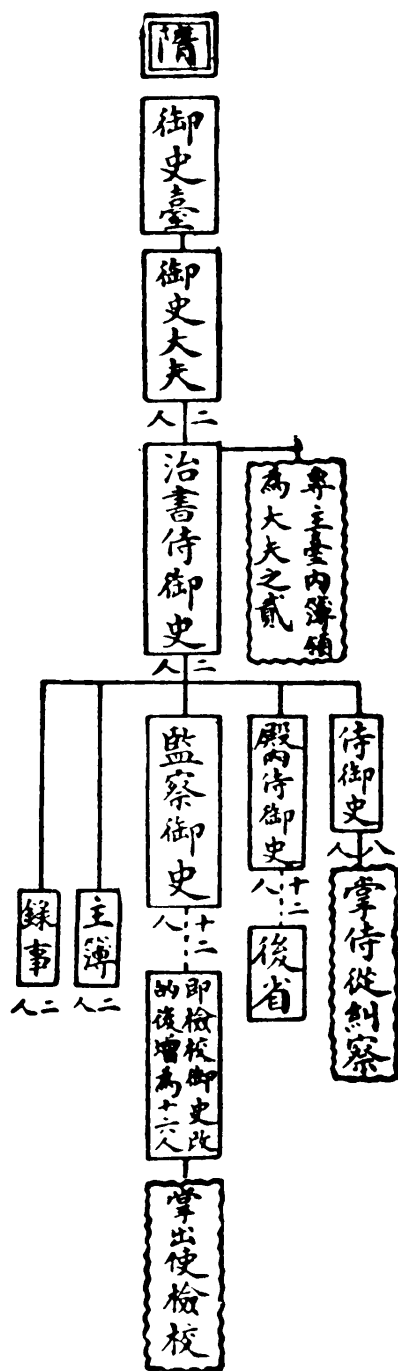 隋
御史臺
御史大夫
二人
治書侍御史
專主臺內簿領
為大夫之貳
二人
侍御史
八人
掌侍從糾察
殿內侍御史
十二人
後省
監察御史
十二人
即檢校御史改
的後增為十六人
掌出使檢校
主簿
二人
錄事
二人